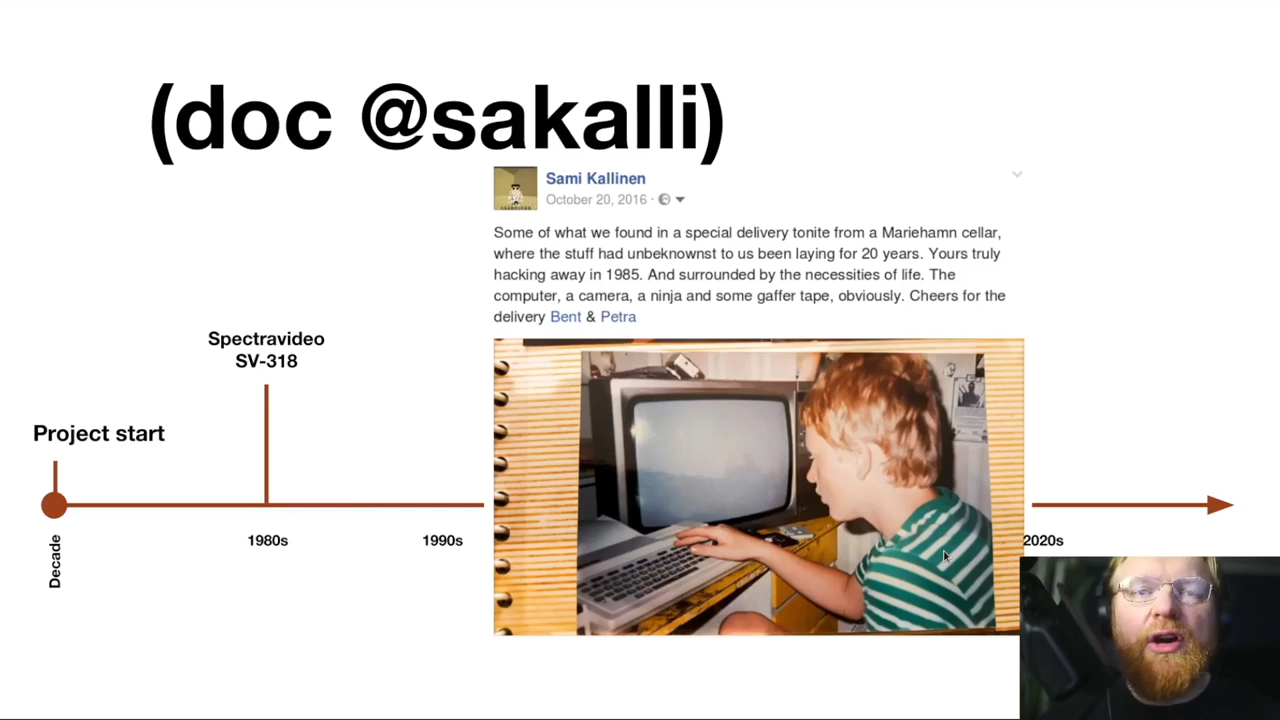 (doc @sakalli)
Sami Kallinen
October 20, 2016 ·
Some of what we found in a special delivery tonite from a Mariehamn cellar,
where the stuff had unbeknownst to us been laying for 20 years. Yours truly
hacking away in 1985. And surrounded by the necessities of life. The
computer, a camera, a ninja and some gaffer tape, obviously. Cheers for the
delivery Bent & Petra
Spectravideo
SV-318
Project start
Decade
1980s
1990s
2020s